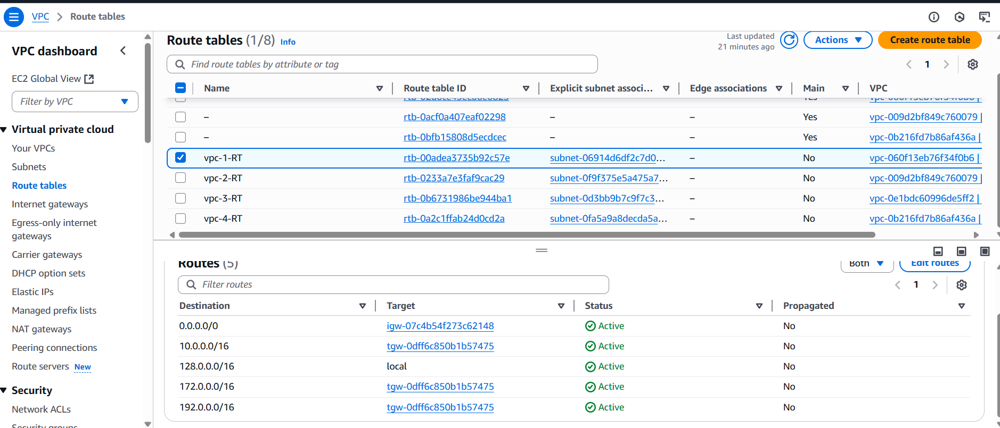 VPC > Route tables
VPC dashboard
EC2 Global View
Filter by VPC
Virtual private cloud
Your VPCs
Subnets
Route tables
Internet gateways
Egress-only internet
gateways
Carrier gateways
DHCP option sets
Elastic IPs
Managed prefix lists
NAT gateways
Peering connections
Route servers New
Security
Network ACLs
Security groups
Route tables (1/8) Info
Last updated
21 minutes ago
Actions
Create route table
Find route tables by attribute or tag
1
Name Route table ID Explicit subnet associ... Edge associations Main VPC
Yes
– rtb-0acf0a407eaf02298 – – Yes vpc-009d2bf849c760079 |
– rtb-0bfb15808d5ecdcec – – Yes vpc-0b216fd7b86af436a |
vpc-1-RT rtb-00adea3735b92c57e subnet-06914d6df2c7d0... – No vpc-060f13eb76f34f0b6 |
vpc-2-RT rtb-0233a7e3faf9cac29 subnet-0f9f375e5a475a7... – No vpc-009d2bf849c760079 |
vpc-3-RT rtb-0b6731986be944ba1 subnet-0d3bb9b7c9f7c3... – No vpc-0e1bdc60996de5ff2 |
vpc-4-RT rtb-0a2c1ffab24d0cd2a subnet-0fa5a9a8decda5a... – No vpc-0b216fd7b86af436a |
Routes (5)
Both
Edit routes
Filter routes
1
Destination Target Status Propagated
0.0.0.0/0 igw-07c4b54f273c62148 Active No
10.0.0.0/16 tgw-0dff6c850b1b57475 Active No
128.0.0.0/16 local Active No
172.0.0.0/16 tgw-0dff6c850b1b57475 Active No
192.0.0.0/16 tgw-0dff6c850b1b57475 Active No